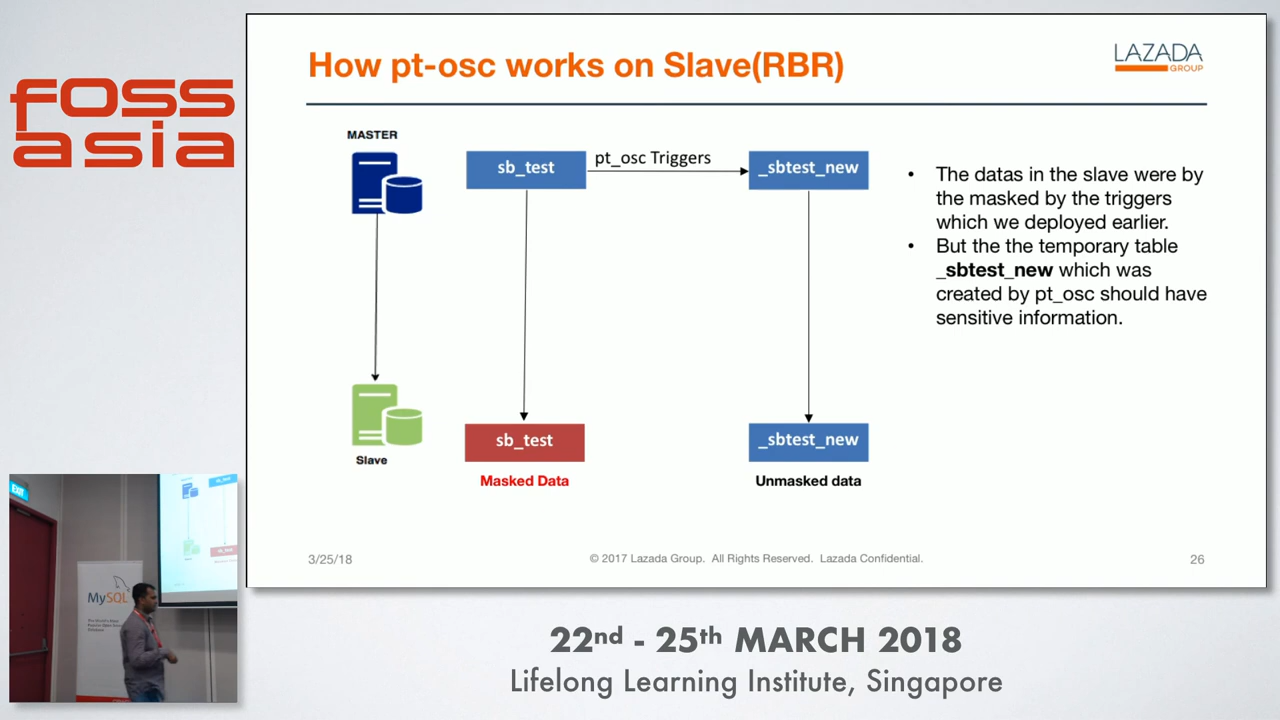 foss
asia
How pt-osc works on Slave(RBR)
LAZADA
GROUP
MASTER
sb_test
pt_osc Triggers
_sbtest_new
• The datas in the slave were by
the masked by the triggers
which we deployed earlier.
• But the the temporary table
_sbtest_new which was
created by pt_osc should have
sensitive information.
Slave
sb_test
_sbtest_new
Masked Data
Unmasked data
3/25/18
© 2017 Lazada Group. All Rights Reserved. Lazada Confidential.
26
EXIT
MySQL
22nd - 25th MARCH 2018
Lifelong Learning Institute, Singapore